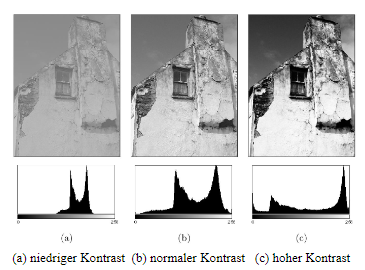 0 255 0 255 0 255
(a) (b) (c)
(a) niedriger Kontrast (b) normaler Kontrast (c) hoher Kontrast